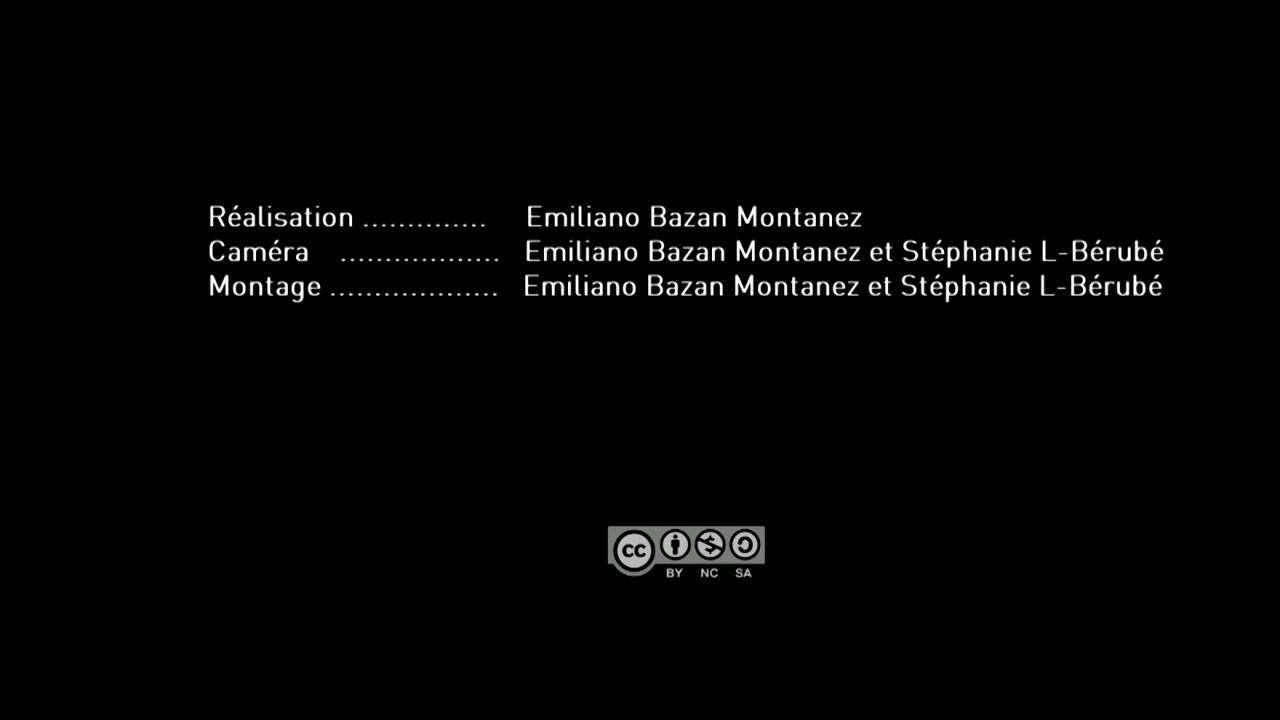 Réalisation .............. Emiliano Bazan Montanez
Caméra .................. Emiliano Bazan Montanez et Stéphanie L-Bérubé
Montage ................... Emiliano Bazan Montanez et Stéphanie L-Bérubé
cc
BY NC SA